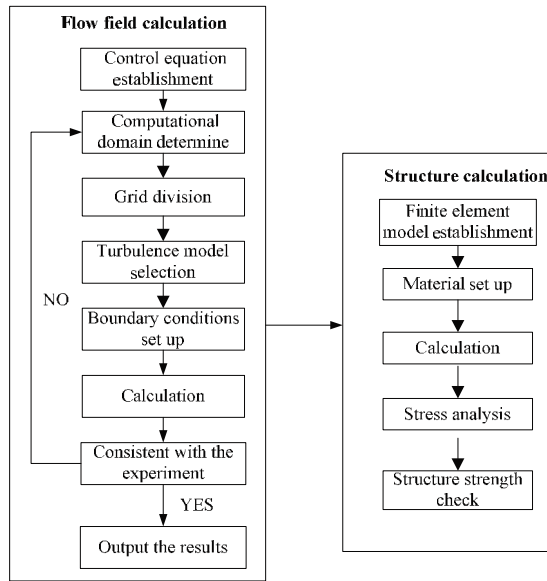 Flow field calculation
Control equation
establishment
Computational
domain determine
Grid division
Turbulence model
selection
NO
Boundary conditions
set up
Calculation
Consistent with the
experiment
YES
Output the results
Structure calculation
Finite element
model establishment
Material set up
Calculation
Stress analysis
Structure strength
check